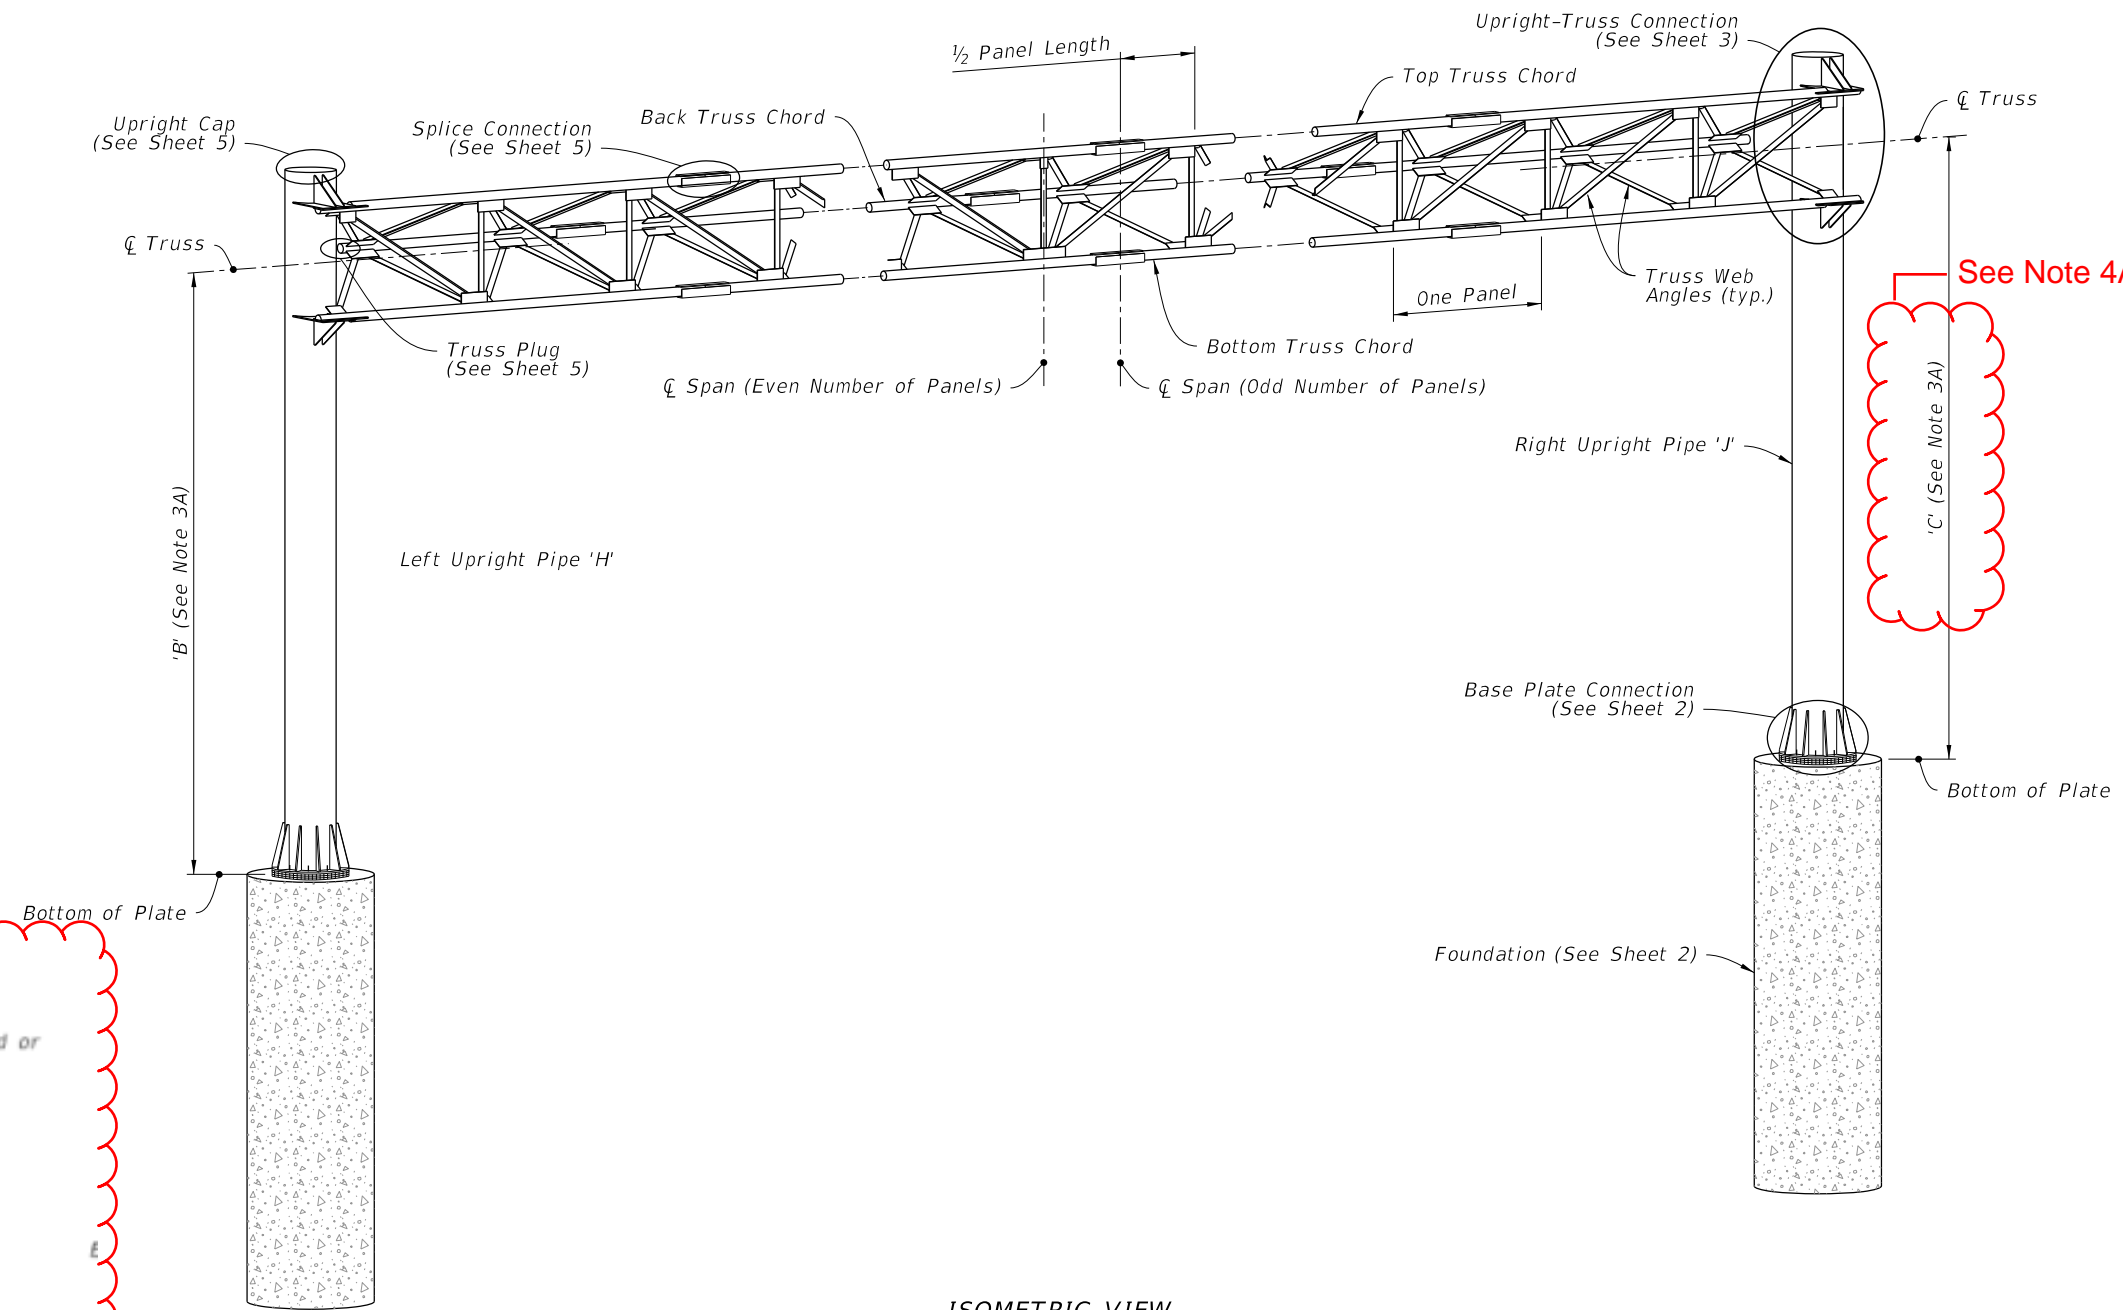 Upright-Truss Connection
(See Sheet 3)
½ Panel Length
Top Truss Chord
℄ Truss
Back Truss Chord
Upright Cap
(See Sheet 5)
Splice Connection
(See Sheet 5)
℄ Truss
Truss Web
Angles (typ.)
See Note 4
One Panel
Truss Plug
(See Sheet 5)
Bottom Truss Chord
℄ Span (Even Number of Panels)
℄ Span (Odd Number of Panels)
'C' (See Note 3A)
Right Upright Pipe 'J'
'B' (See Note 3A)
Left Upright Pipe 'H'
Base Plate Connection
(See Sheet 2)
Bottom of Plate
Bottom of Plate
Foundation (See Sheet 2)
or
ISOMETRIC VIEW